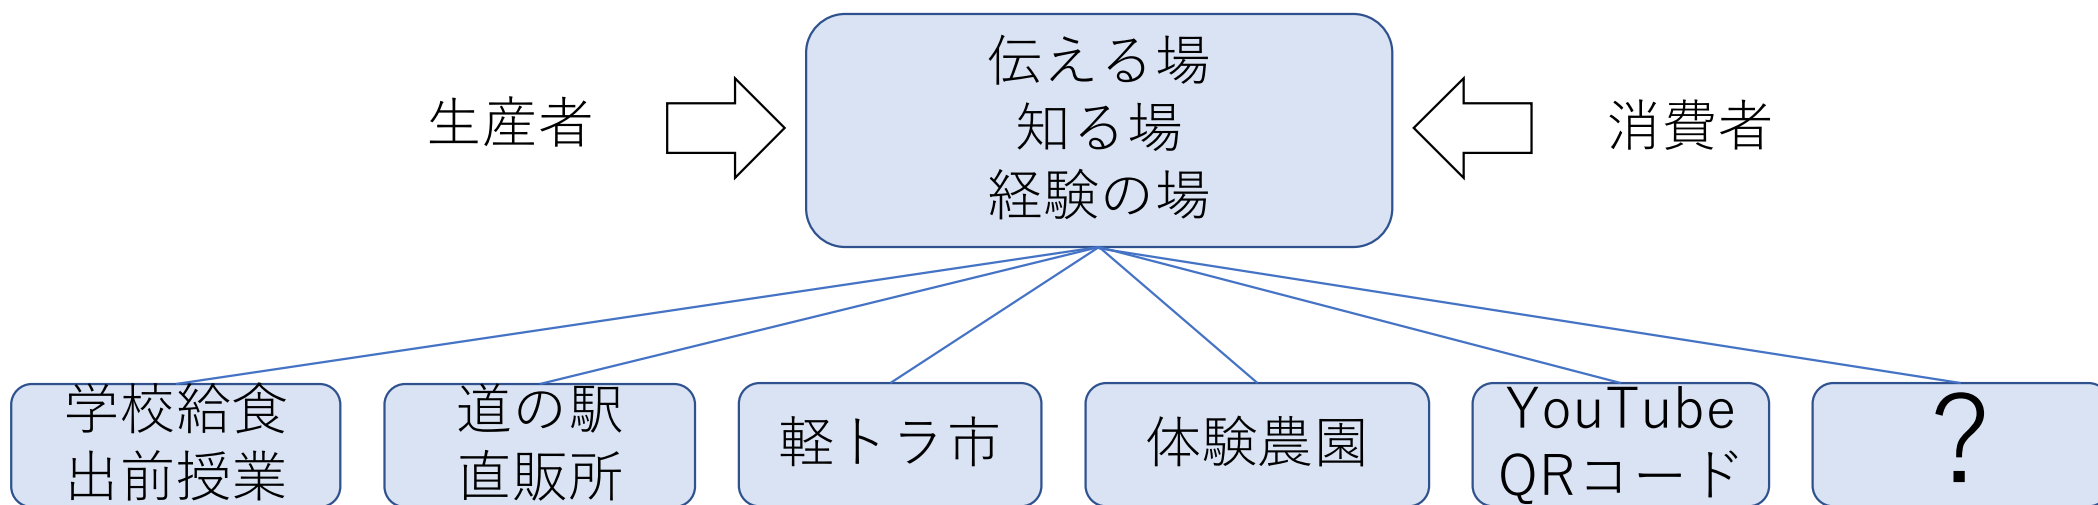 伝える場
知る場
経験の場
生産者
消費者
学校給食
出前授業
道の駅
直販所
軽トラ市
体験農園
YouTube
QRコード
?